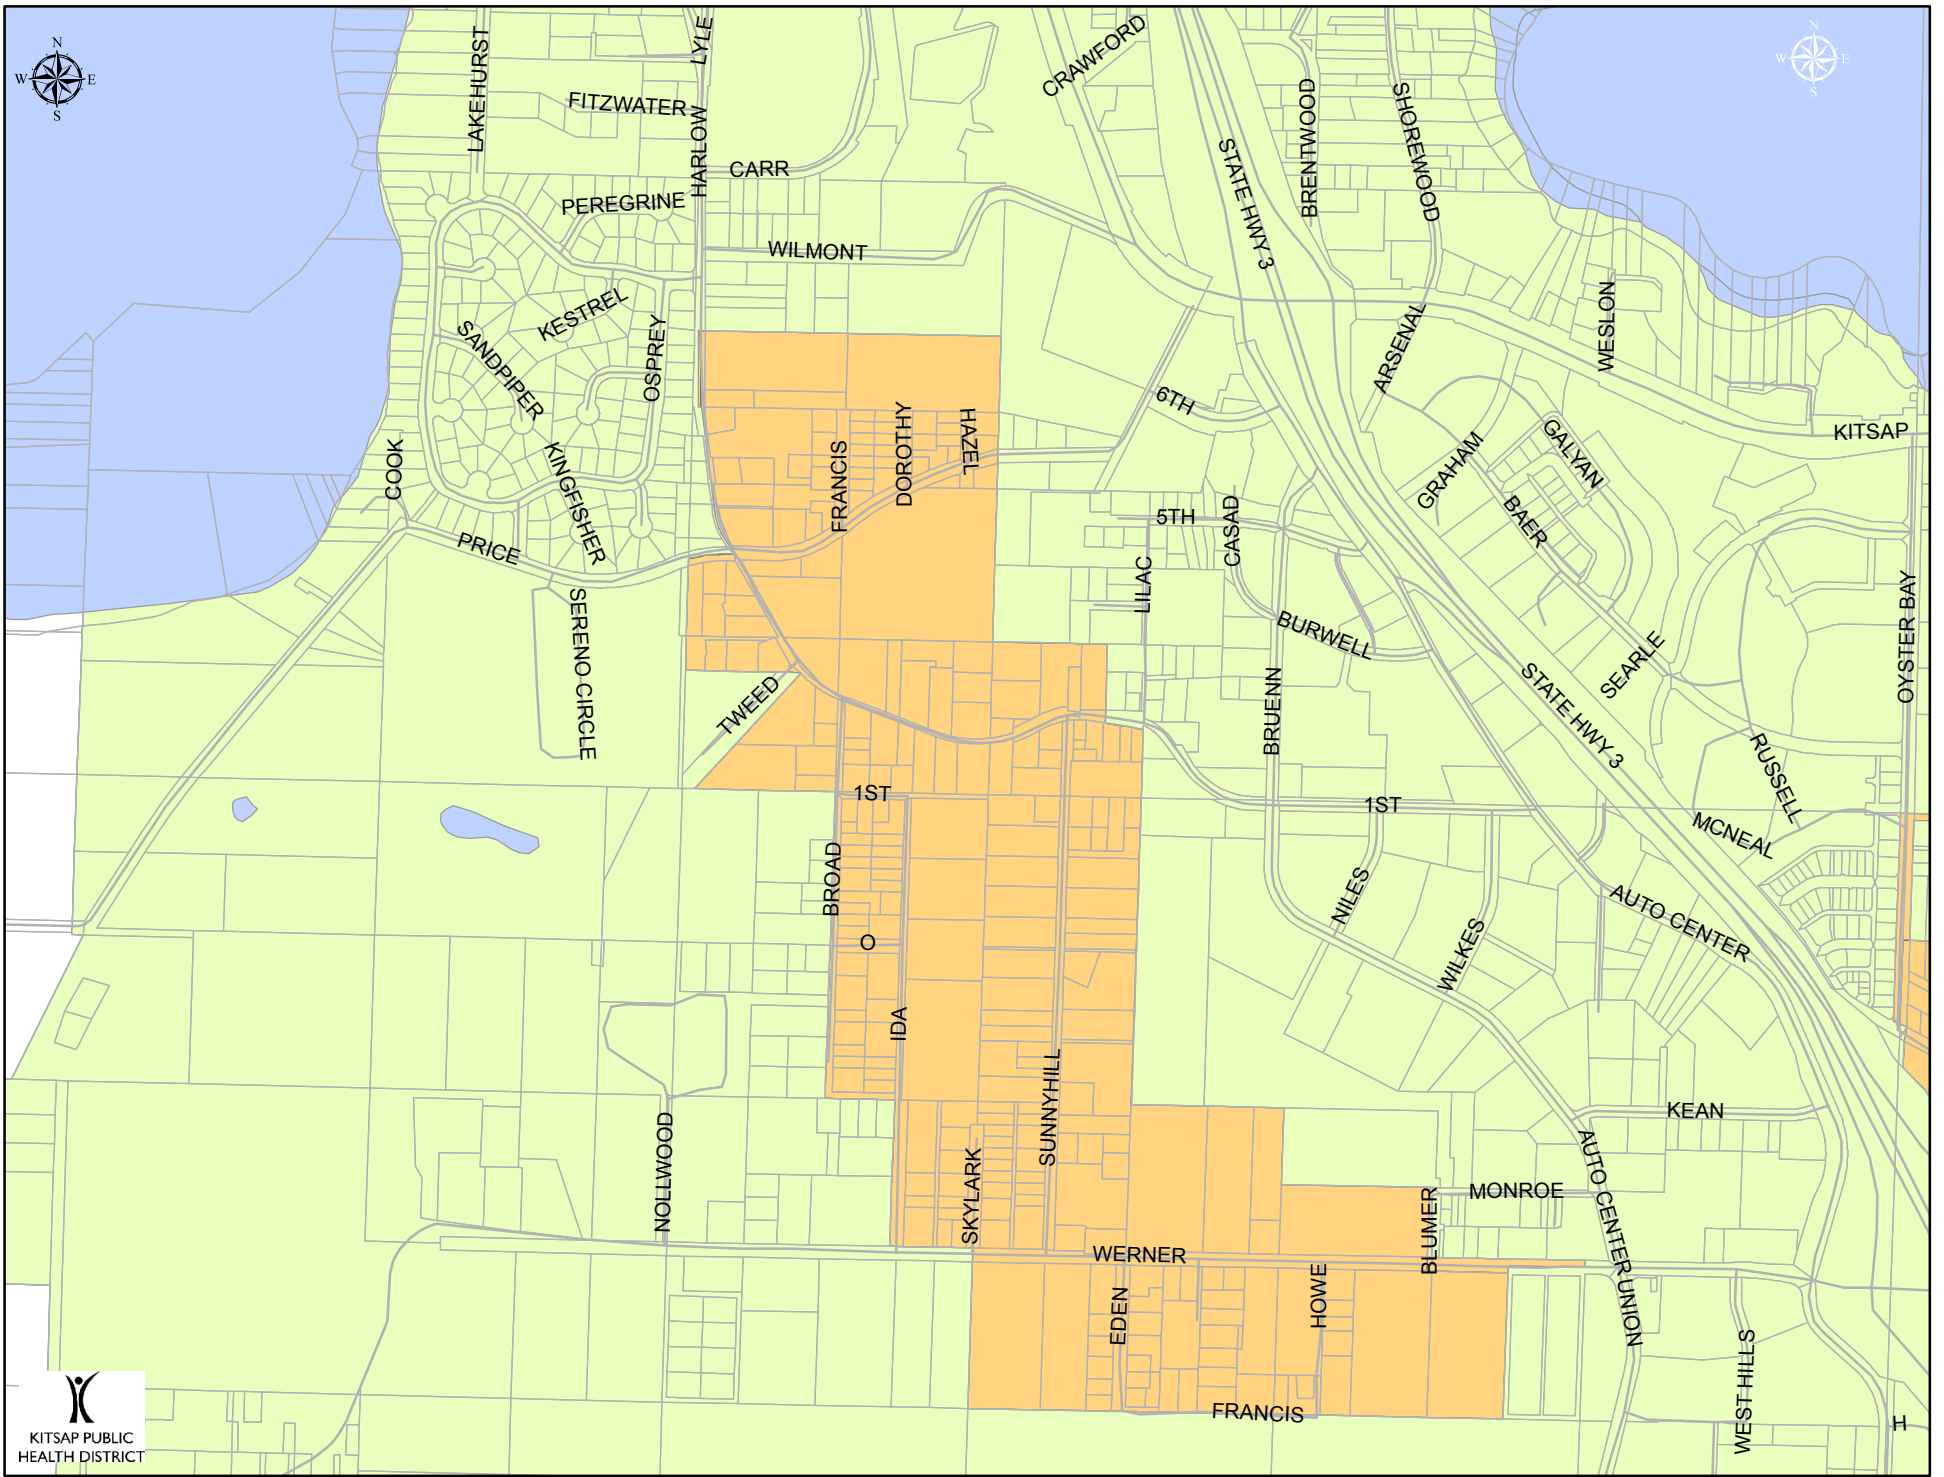 N
W E
S
N
W E
S
LAKEHURST
LYLE
CRAWFORD
FITZWATER
HARLOW
BRENTWOOD
SHOREWOOD
CARR
PEREGRINE
STATE HWY 3
WILMONT
KESTREL
SANDPIPER
OSPREY
WESLON
ARSENAL
6TH
KITSAP
COOK
KINGFISHER
FRANCIS
DOROTHY
HAZEL
GRAHAM
GALYAN
BAER
5TH
CASAD
PRICE
LILAC
SERENO CIRCLE
BURWELL
OYSTER BAY
SEARLE
TWEED
BRUENN
STATE HWY 3
RUSSELL
1ST
1ST
MCNEAL
BROAD
NILES
AUTO CENTER
WILKES
O
IDA
SUNNYHILL
KEAN
NOLLWOOD
SKYLARK
MONROE
BLUMER
AUTO CENTER
UNION
WERNER
EDEN
HOWE
WEST HILLS
FRANCIS
H
KITSAP PUBLIC
HEALTH DISTRICT